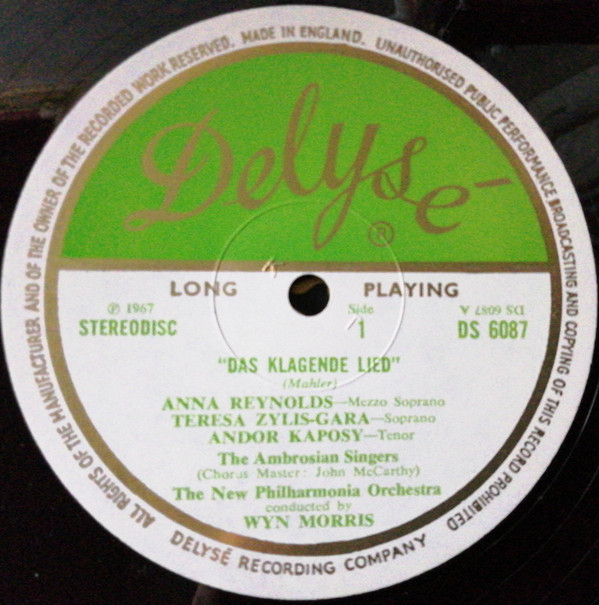 ALL RIGHTS OF THE MANUFACTURER AND OF THE OWNER OF THE RECORDED WORK RESERVED. MADE IN ENGLAND. UNAUTHORISED PUBLIC PERFORMANCE BROADCASTING AND COPYING OF THIS RECORD PROHIBITED
Delysé
®
LONG PLAYING
℗ 1967 Side V L809 SD
STEREODISC 1 DS 6087
"DAS KLAGENDE LIED"
(Mahler)
ANNA REYNOLDS—Mezzo Soprano
TERESA ZYLIS-GARA—Soprano
ANDOR KAPOSY—Tenor
The Ambrosian Singers
(Chorus Master: John McCarthy)
The New Philharmonia Orchestra
conducted by
WYN MORRIS
DELYSÉ RECORDING COMPANY